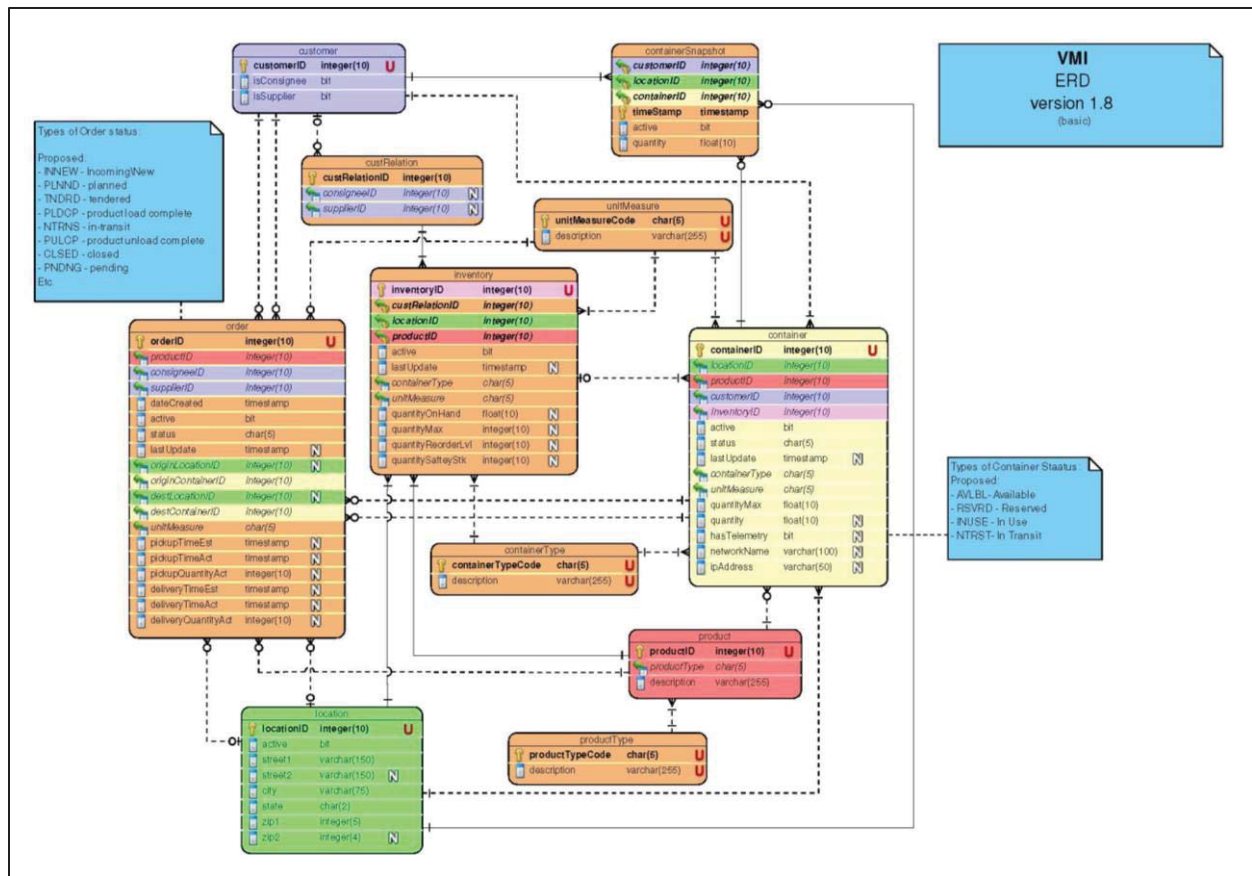 customer
customerID integer(10) U
isConsignee bit
isSupplier bit
containerSnapshot
customerID integer(10)
locationID integer(10)
containerID integer(10)
timeStamp timestamp
active bit
quantity float(10)
VMI
ERD
version 1.8
(basic)
Types of Order status:
Proposed:
- INNEW - Incoming\New
- PLNND - planned
- TNDRD - tendered
- PLDCP - product load complete
- NTRNS - in-transit
- PULCP - product unload complete
- CLSED - closed
- PNDNG - pending
Etc.
custRelation
custRelationID integer(10)
consigneeID integer(10) N
supplierID integer(10) N
unitMeasure
unitMeasureCode char(5) U
description varchar(255) U
inventory
inventoryID integer(10) U
custRelationID integer(10)
locationID integer(10)
productID integer(10)
active bit
lastUpdate timestamp N
containerType char(5)
unitMeasure char(5)
quantityOnHand float(10) N
quantityMax integer(10) N
quantityReorderLvl integer(10) N
quantitySafteyStk integer(10) N
order
orderID integer(10) U
productID integer(10)
consigneeID integer(10)
supplierID integer(10)
dateCreated timestamp
active bit
status char(5)
lastUpdate timestamp N
originLocationID integer(10) N
originContainerID integer(10)
destLocationID integer(10) N
destContainerID integer(10)
unitMeasure char(5)
pickupTimeEst timestamp N
pickupTimeAct timestamp N
pickupQuantityAct integer(10) N
deliveryTimeEst timestamp N
deliveryTimeAct timestamp N
deliveryQuantityAct integer(10) N
container
containerID integer(10) U
locationID integer(10)
productID integer(10)
customerID integer(10)
inventoryID integer(10)
active bit
status char(5)
lastUpdate timestamp N
containerType char(5)
unitMeasure char(5)
quantityMax float(10)
quantity float(10) N
hasTelemetry bit N
networkName varchar(100) N
ipAddress varchar(50) N
Types of Container Staatus:
Proposed:
- AVLBL- Available
- RSVRD - Reserved
- INUSE - In Use
- NTRST- In Transit
containerType
containerTypeCode char(5) U
description varchar(255) U
product
productID integer(10) U
productType char(5)
description varchar(255)
location
locationID integer(10) U
active bit
street1 varchar(150)
street2 varchar(150) N
city varchar(75)
state char(2)
zip1 integer(5)
zip2 integer(4) N
productType
productTypeCode char(5) U
description varchar(255) U